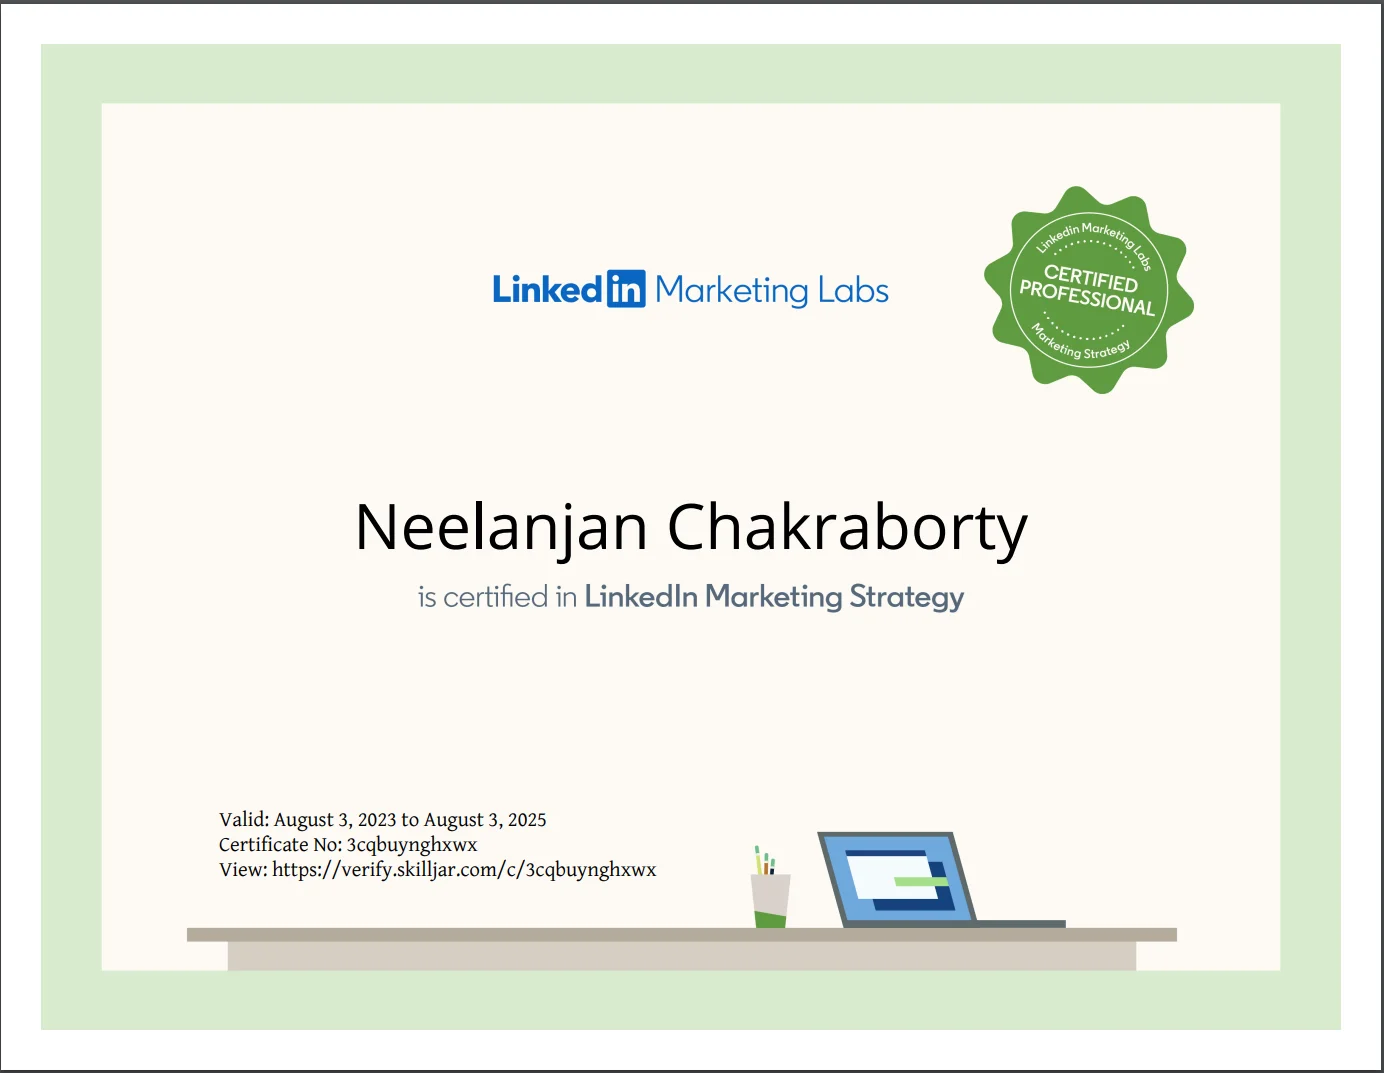 Linkedin Marketing Labs
LinkedIn Marketing Labs
CERTIFIED
PROFESSIONAL
Marketing Strategy
Neelanjan Chakraborty
is certified in LinkedIn Marketing Strategy
Valid: August 3, 2023 to August 3, 2025
Certificate No: 3cqbuynghxwx
View: https://verify.skilljar.com/c/3cqbuynghxwx